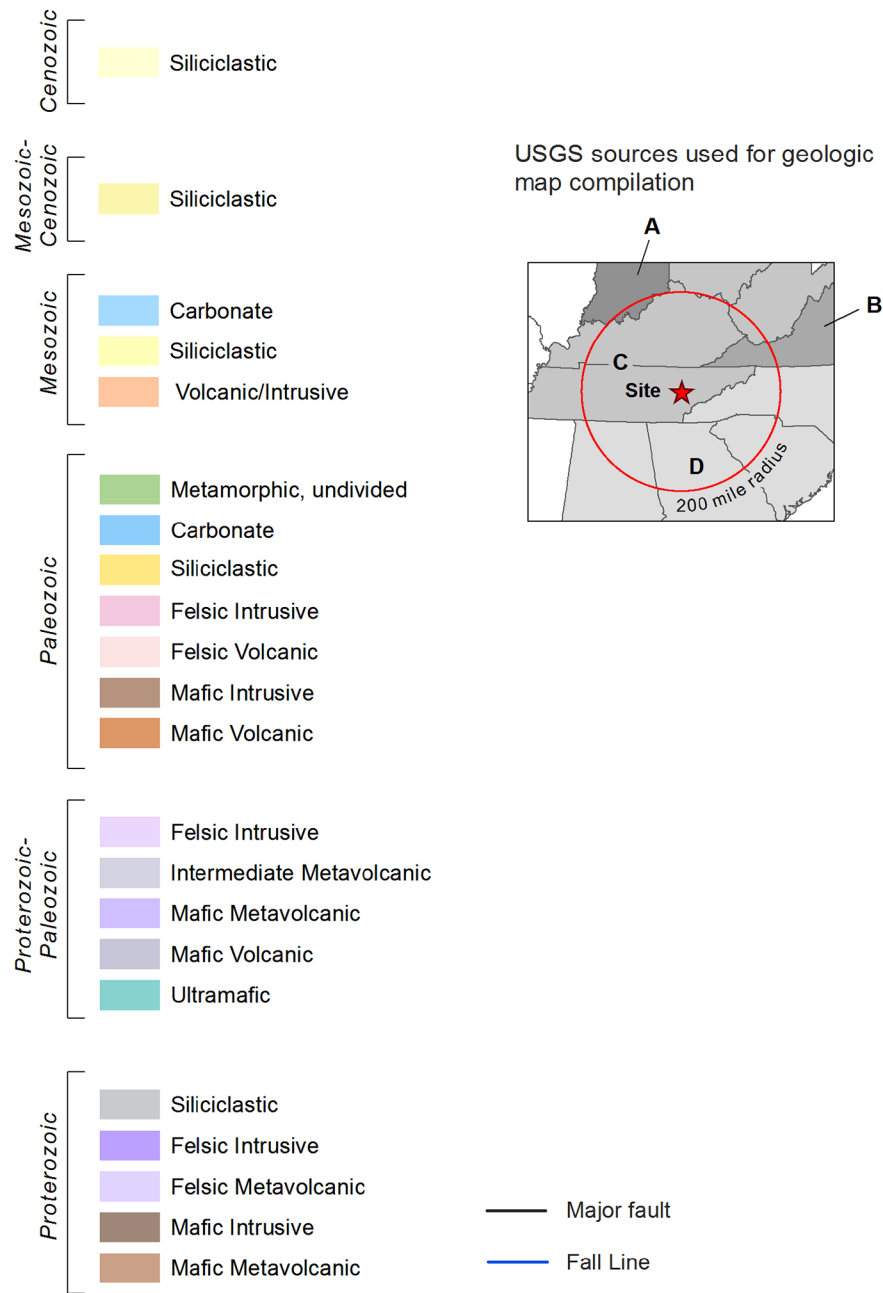 Cenozoic
Siliciclastic
Mesozoic-
Cenozoic
Siliciclastic
Mesozoic
Carbonate
Siliciclastic
Volcanic/Intrusive
Paleozoic
Metamorphic, undivided
Carbonate
Siliciclastic
Felsic Intrusive
Felsic Volcanic
Mafic Intrusive
Mafic Volcanic
Proterozoic-
Paleozoic
Felsic Intrusive
Intermediate Metavolcanic
Mafic Metavolcanic
Mafic Volcanic
Ultramafic
Proterozoic
Siliciclastic
Felsic Intrusive
Felsic Metavolcanic
Mafic Intrusive
Mafic Metavolcanic
USGS sources used for geologic
map compilation
A
B
C
Site
D
200 mile radius
Major fault
Fall Line